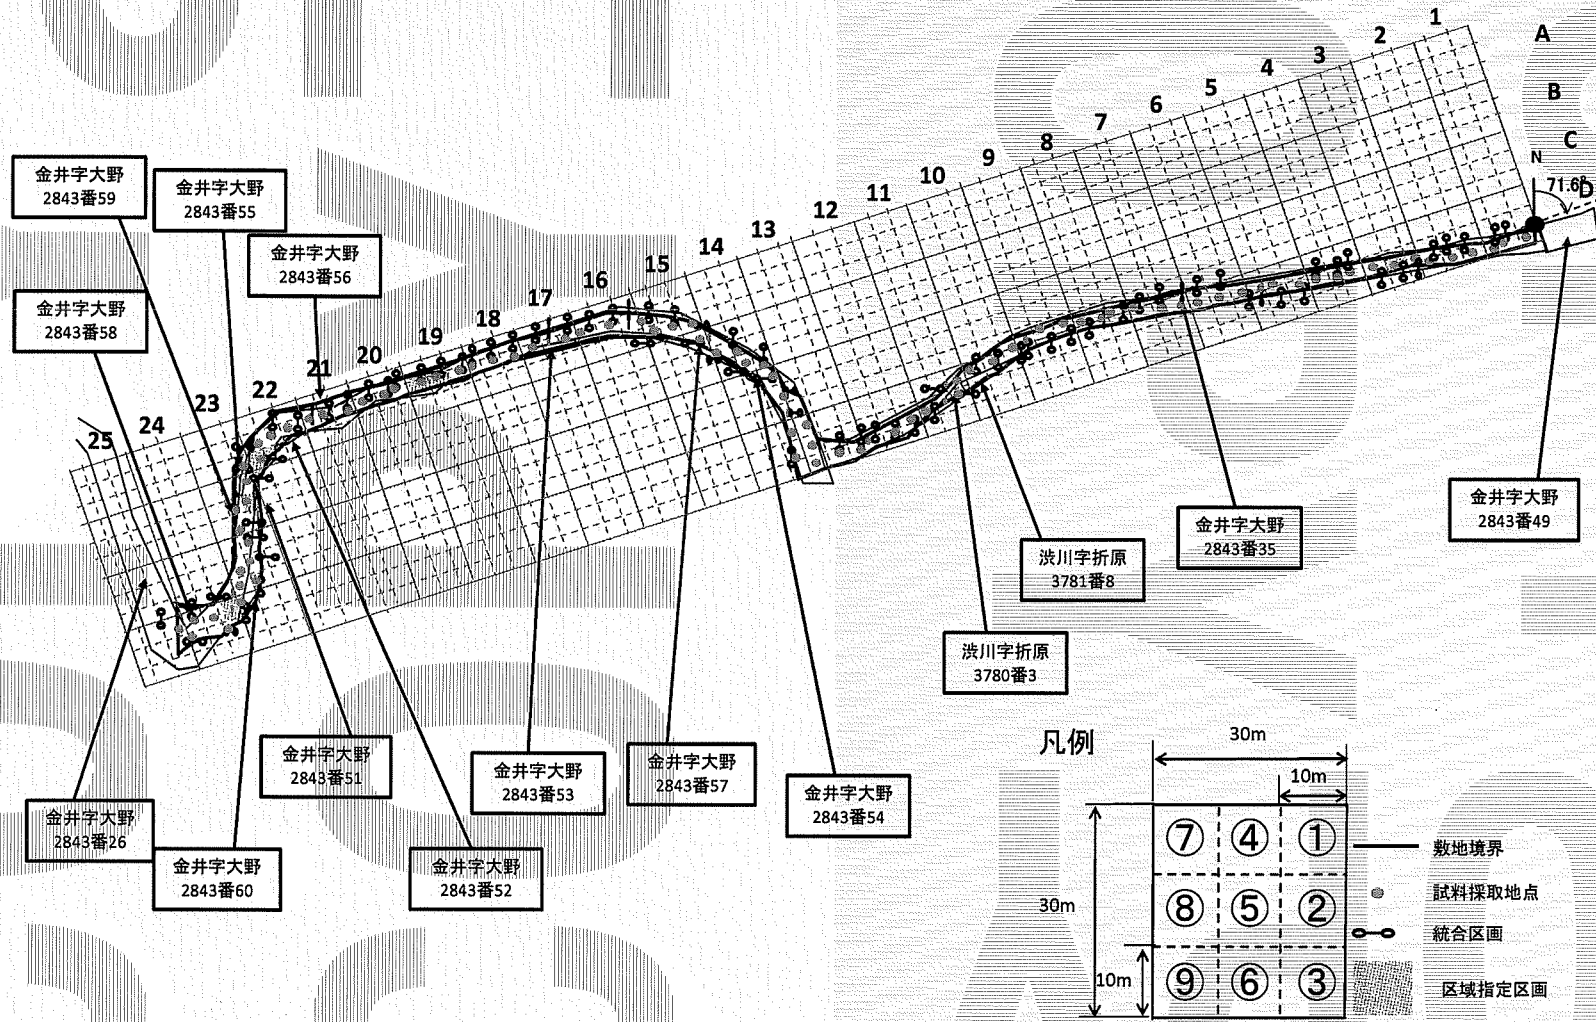 1
2
3
4
5
6
7
8
9
10
11
12
13
14
15
16
17
18
19
20
21
22
23
24
25
A
B
C
D
N
71.6°
金井字大野
2843番59
金井字大野
2843番55
金井字大野
2843番56
金井字大野
2843番58
金井字大野
2843番49
金井字大野
2843番35
渋川字折原
3781番8
渋川字折原
3780番3
金井字大野
2843番51
金井字大野
2843番53
金井字大野
2843番57
金井字大野
2843番54
金井字大野
2843番26
金井字大野
2843番60
金井字大野
2843番52
凡例
30m
10m
30m
10m
⑦ ④ ①
⑧ ⑤ ②
⑨ ⑥ ③
敷地境界
試料採取地点
統合区画
区域指定区画